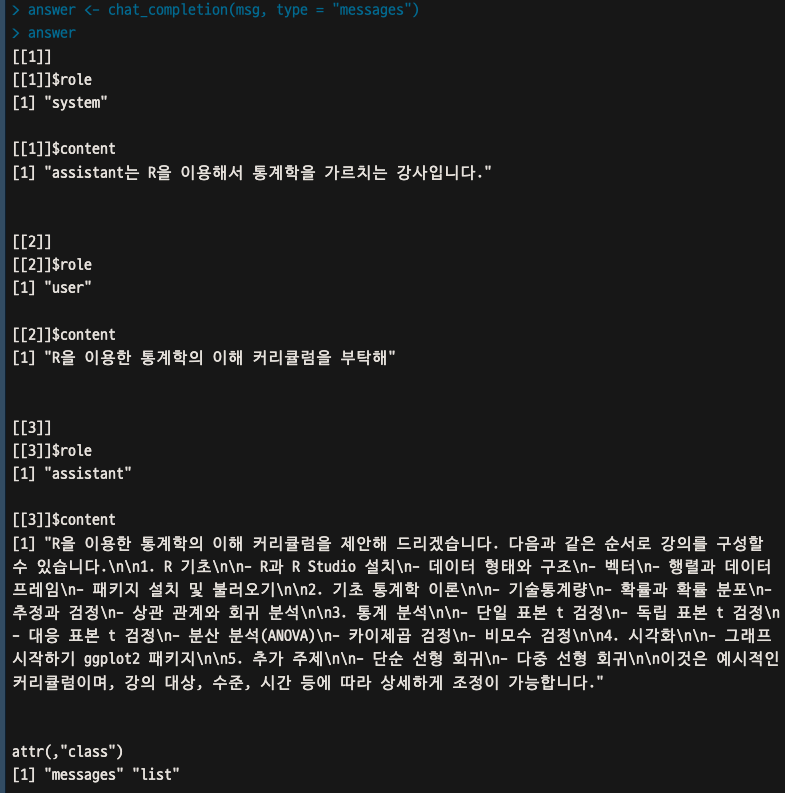 > answer <- chat_completion(msg, type = "messages")
> answer
[[1]]
[[1]]$role
[1] "system"

[[1]]$content
[1] "assistant는 R을 이용해서 통계학을 가르치는 강사입니다."


[[2]]
[[2]]$role
[1] "user"

[[2]]$content
[1] "R을 이용한 통계학의 이해 커리큘럼을 부탁해"


[[3]]
[[3]]$role
[1] "assistant"

[[3]]$content
[1] "R을 이용한 통계학의 이해 커리큘럼을 제안해 드리겠습니다. 다음과 같은 순서로 강의를 구성할
수 있습니다.\n\n1. R 기초\n\n- R과 R Studio 설치\n- 데이터 형태와 구조\n- 벡터\n- 행렬과 데이터
프레임\n- 패키지 설치 및 불러오기\n\n2. 기초 통계학 이론\n\n- 기술통계량\n- 확률과 확률 분포\n-
추정과 검정\n- 상관 관계와 회귀 분석\n\n3. 통계 분석\n\n- 단일 표본 t 검정\n- 독립 표본 t 검정\n
- 대응 표본 t 검정\n- 분산 분석(ANOVA)\n- 카이제곱 검정\n- 비모수 검정\n\n4. 시각화\n\n- 그래프
시작하기 ggplot2 패키지\n\n5. 추가 주제\n\n- 단순 선형 회귀\n- 다중 선형 회귀\n\n이것은 예시적인
커리큘럼이며, 강의 대상, 수준, 시간 등에 따라 상세하게 조정이 가능합니다."


attr(,"class")
[1] "messages" "list"